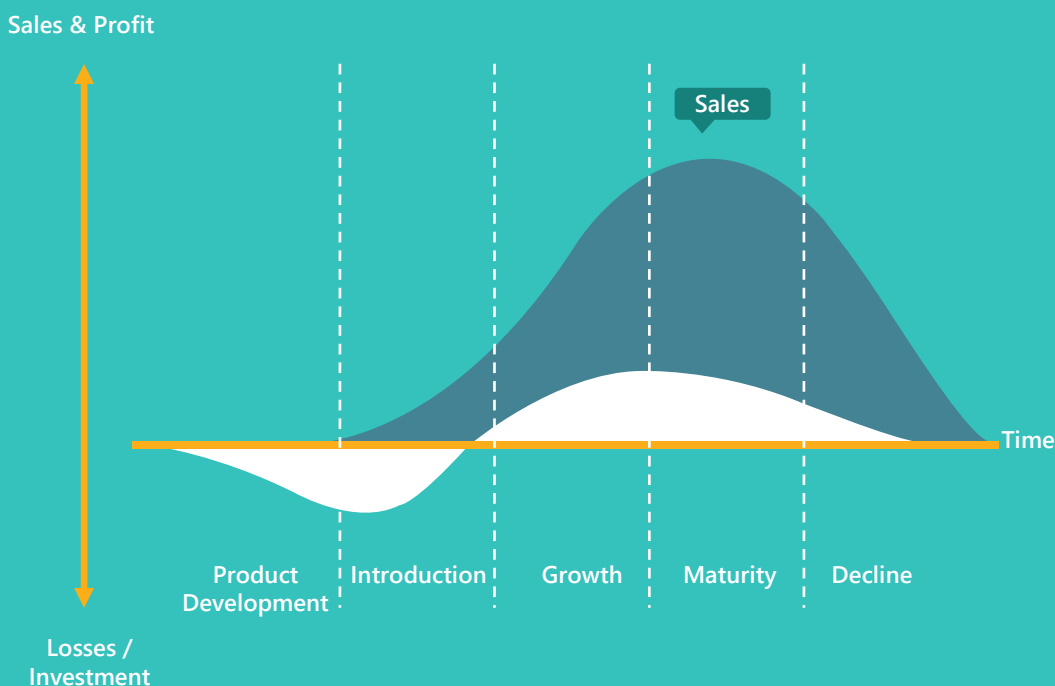 Sales & Profit
Sales
Time
Product
Development
Introduction
Growth
Maturity
Decline
Losses /
Investment